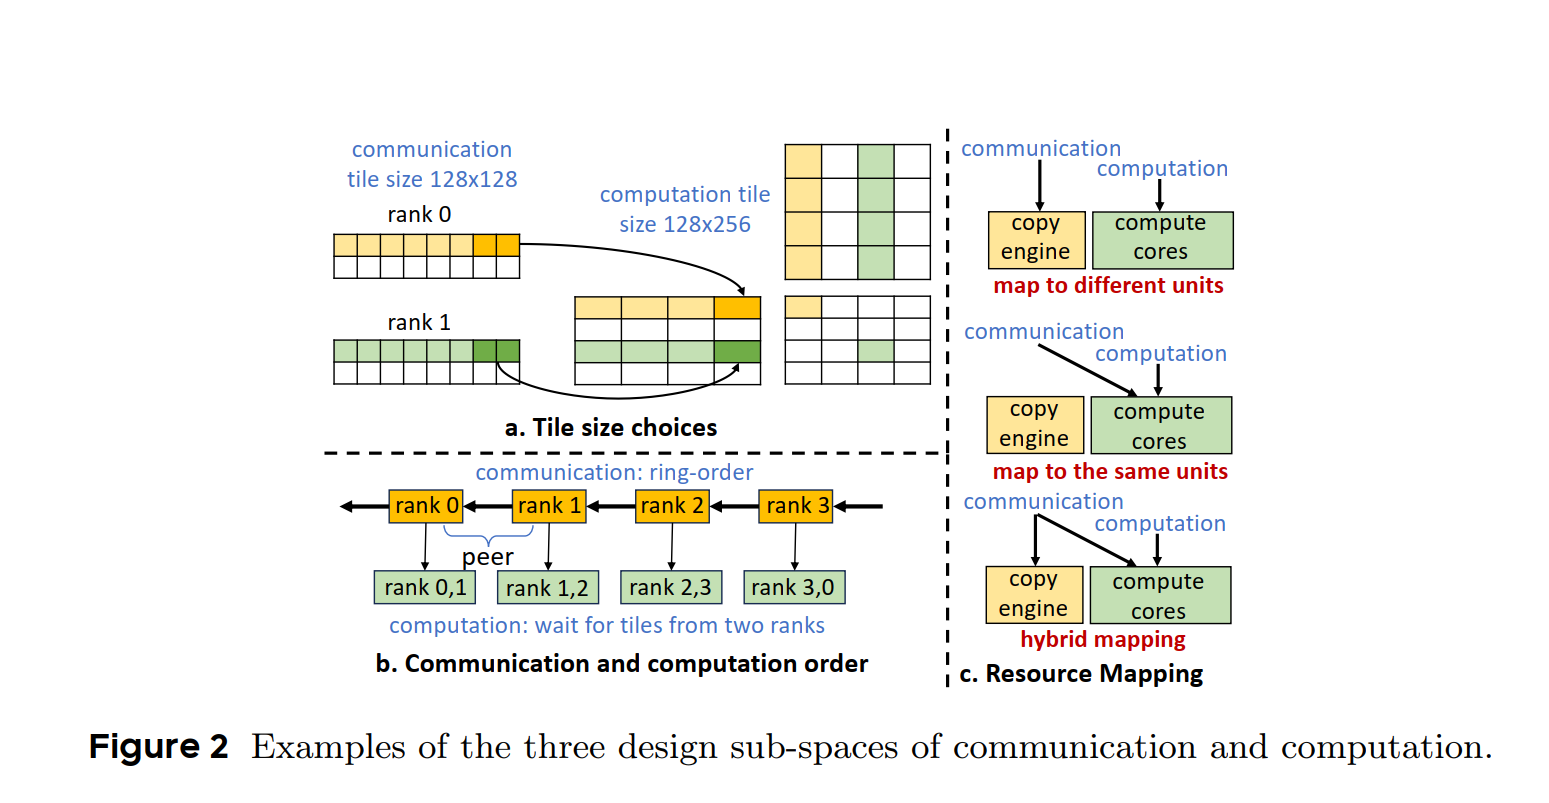 communication
tile size 128x128
rank 0
rank 1
computation tile
size 128x256
a. Tile size choices
communication: ring-order
rank 0
rank 1
rank 2
rank 3
peer
rank 0,1
rank 1,2
rank 2,3
rank 3,0
computation: wait for tiles from two ranks
b. Communication and computation order
communication
computation
copy
engine
compute
cores
map to different units
communication
computation
copy
engine
compute
cores
map to the same units
communication
computation
copy
engine
compute
cores
hybrid mapping
c. Resource Mapping
Figure 2 Examples of the three design sub-spaces of communication and computation.